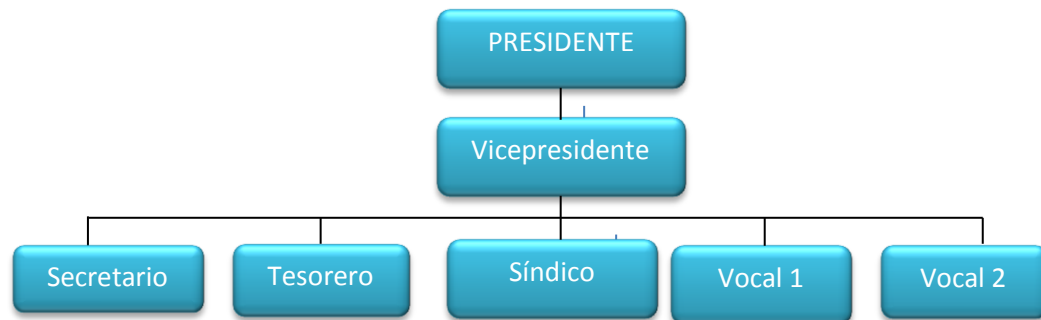 PRESIDENTE
Vicepresidente
Secretario
Tesorero
Síndico
Vocal 1
Vocal 2